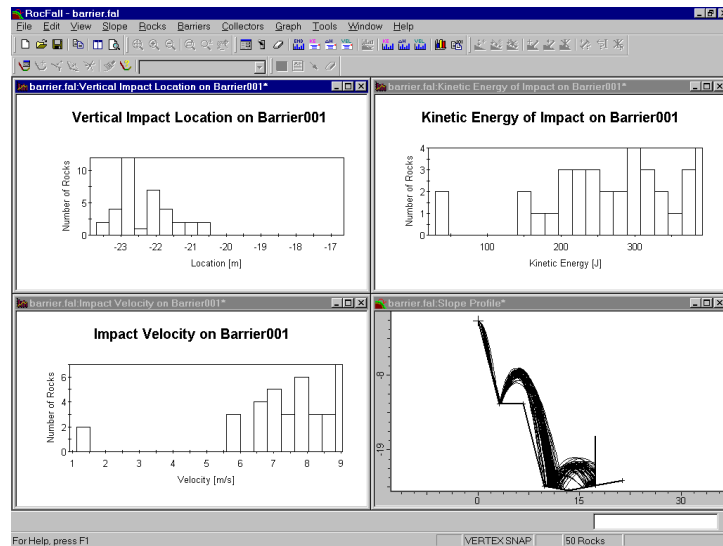 RocFall - barrier.fal
File Edit View Slope Rocks Barriers Collectors Graph Tools Window Help
barrier.fal:Vertical Impact Location on Barrier001*
Vertical Impact Location on Barrier001
Number of Rocks
10
5
0
-23 -22 -21 -20 -19 -18 -17
Location [m]
barrier.fal:Kinetic Energy of Impact on Barrier001*
Kinetic Energy of Impact on Barrier001
Number of Rocks
4
3
2
1
0
100 200 300
Kinetic Energy [J]
barrier.fal:Impact Velocity on Barrier001*
Impact Velocity on Barrier001
Number of Rocks
6
4
2
0
1 2 3 4 5 6 7 8 9
Velocity [m/s]
barrier.fal:Slope Profile*
-8
-19
0 15 30
For Help, press F1
VERTEX SNAP
50 Rocks